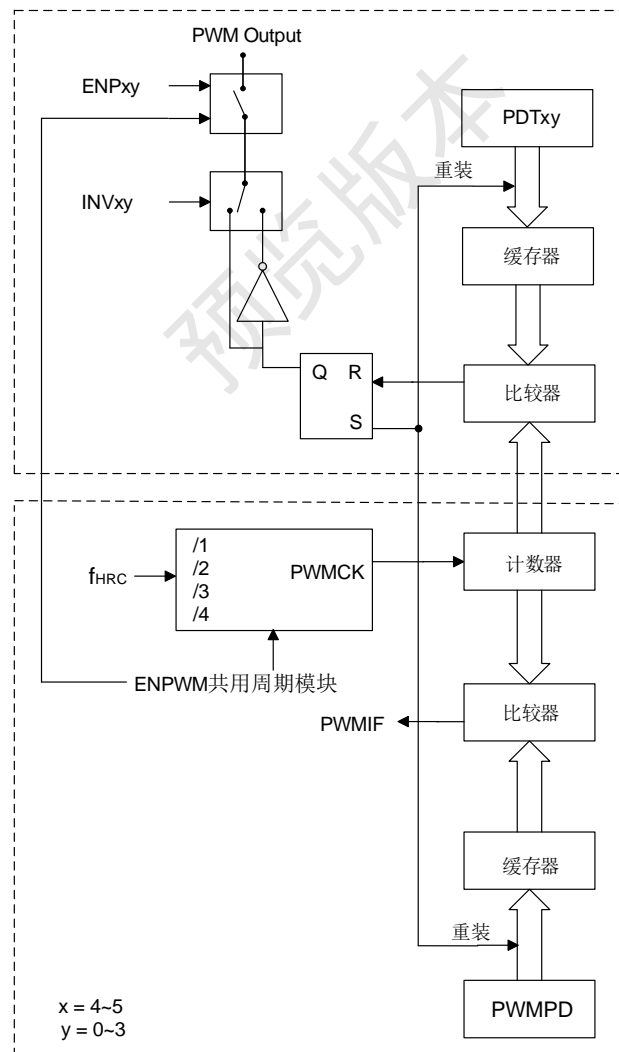 PWM Output
ENPxy
PDTxy
重装
INVxy
缓存器
Q R
比较器
S
/1
/2
/3
/4
PWMCK
fHRC
计数器
ENPWM共用周期模块
比较器
PWMIF
缓存器
重装
PWMPD
x = 4~5
y = 0~3
预览版本